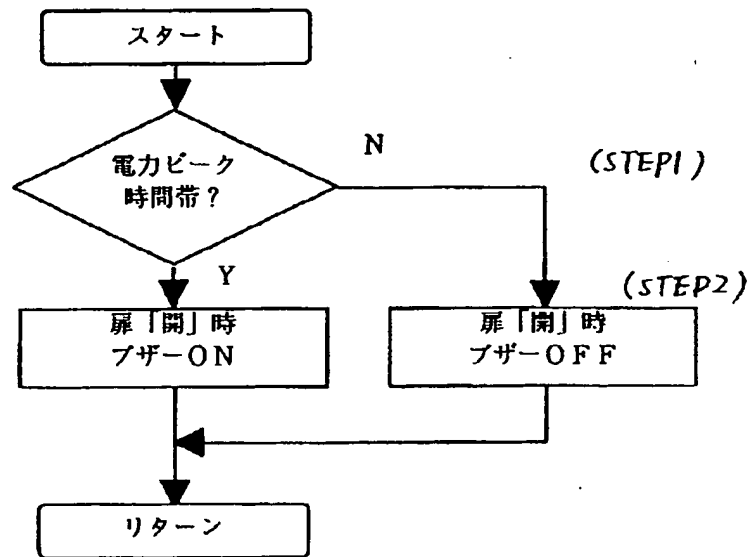 スタート
電力ピーク
時間帯？
N
(STEP1)
Y
(STEP2)
扉「開」時
ブザーON
扉「開」時
ブザーOFF
リターン